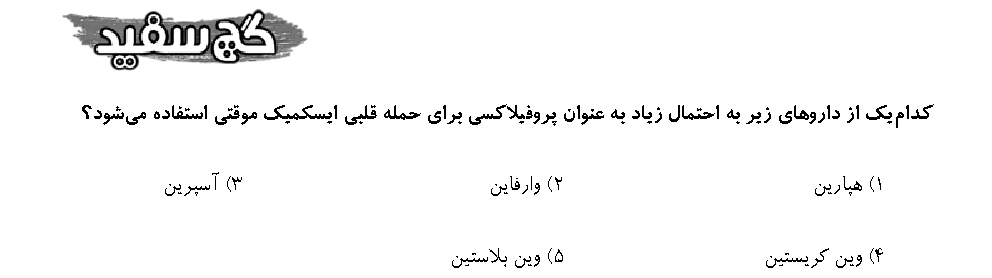 گچ سفید
کدام‌یک از داروهای زیر به احتمال زیاد به عنوان پروفیلاکسی برای حمله قلبی ایسکمیک موقتی استفاده می‌شود؟
۱) هپارین ۲) وارفاین ۳) آسپرین
۴) وین کریستین ۵) وین بلاستین